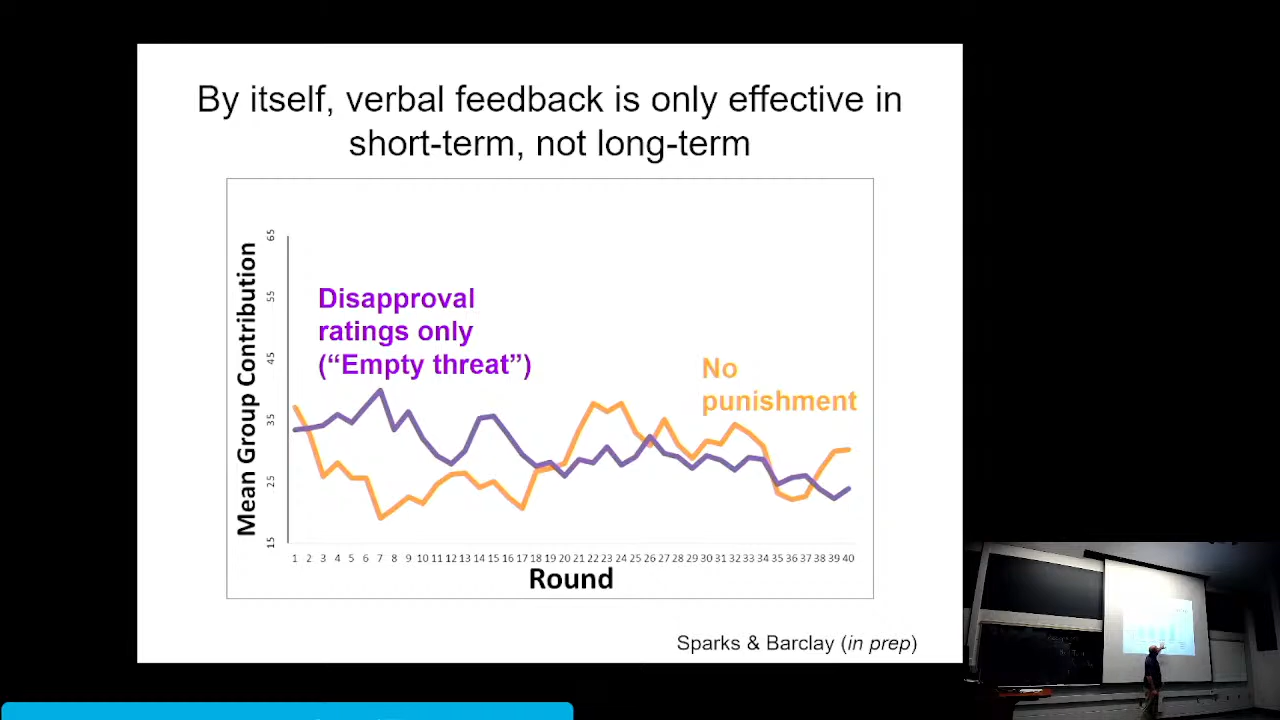 By itself, verbal feedback is only effective in
short-term, not long-term
Mean Group Contribution
65
55
45
35
25
15
Disapproval
ratings only
(“Empty threat”)
No
punishment
1 2 3 4 5 6 7 8 9 10 11 12 13 14 15 16 17 18 19 20 21 22 23 24 25 26 27 28 29 30 31 32 33 34 35 36 37 38 39 40
Round
Sparks & Barclay (in prep)